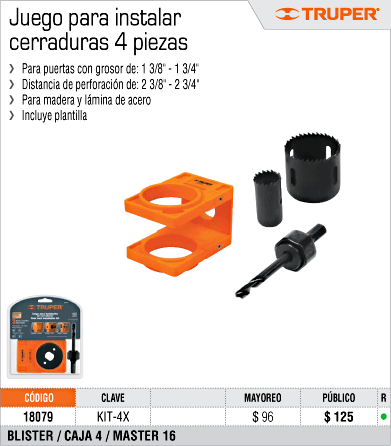 Juego para instalar
cerraduras 4 piezas
TRUPER®
› Para puertas con grosor de: 1 3/8" - 1 3/4"
› Distancia de perforación de: 2 3/8" - 2 3/4"
› Para madera y lámina de acero
› Incluye plantilla
TRUPER
CÓDIGO CLAVE MAYOREO PÚBLICO R
18079 KIT-4X $ 96 $ 125
BLISTER / CAJA 4 / MASTER 16